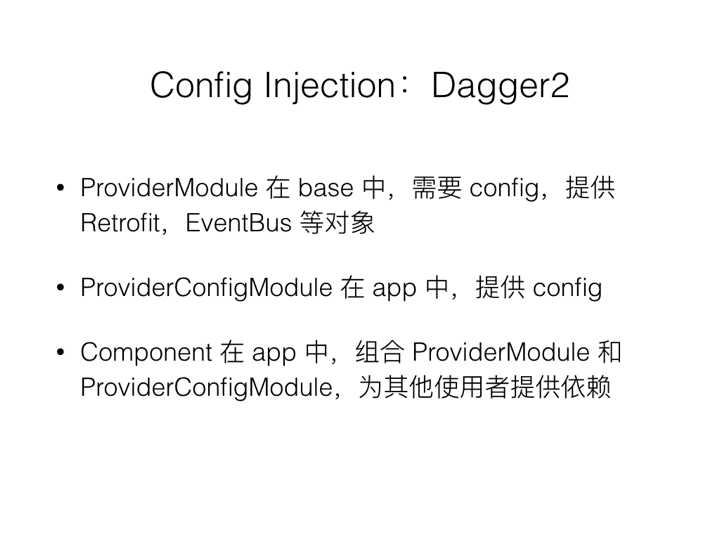 Config Injection：Dagger2
• ProviderModule 在 base 中，需要 config，提供
Retrofit，EventBus 等对象
• ProviderConfigModule 在 app 中，提供 config
• Component 在 app 中，组合 ProviderModule 和
ProviderConfigModule，为其他使用者提供依赖